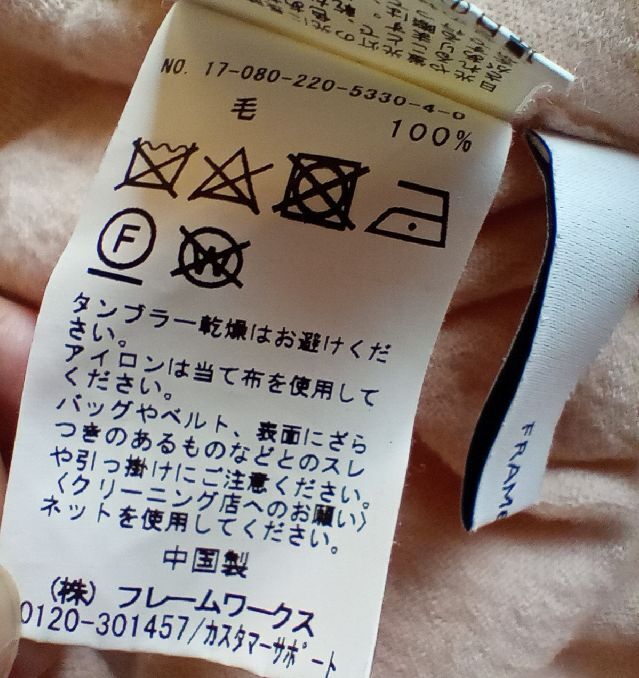 NO. 17-080-220-5330-4-0
毛 100%
F
W
タンブラー乾燥はお避けくだ
さい。
アイロンは当て布を使用して
ください。
バッグやベルト、表面にざら
つきのあるものなどとのスレ
や引っ掛けにご注意ください。
〈クリーニング店へのお願い〉
ネットを使用してください。
中国製
(株) フレームワークス
0120-301457/カスタマーサポート
FRAME